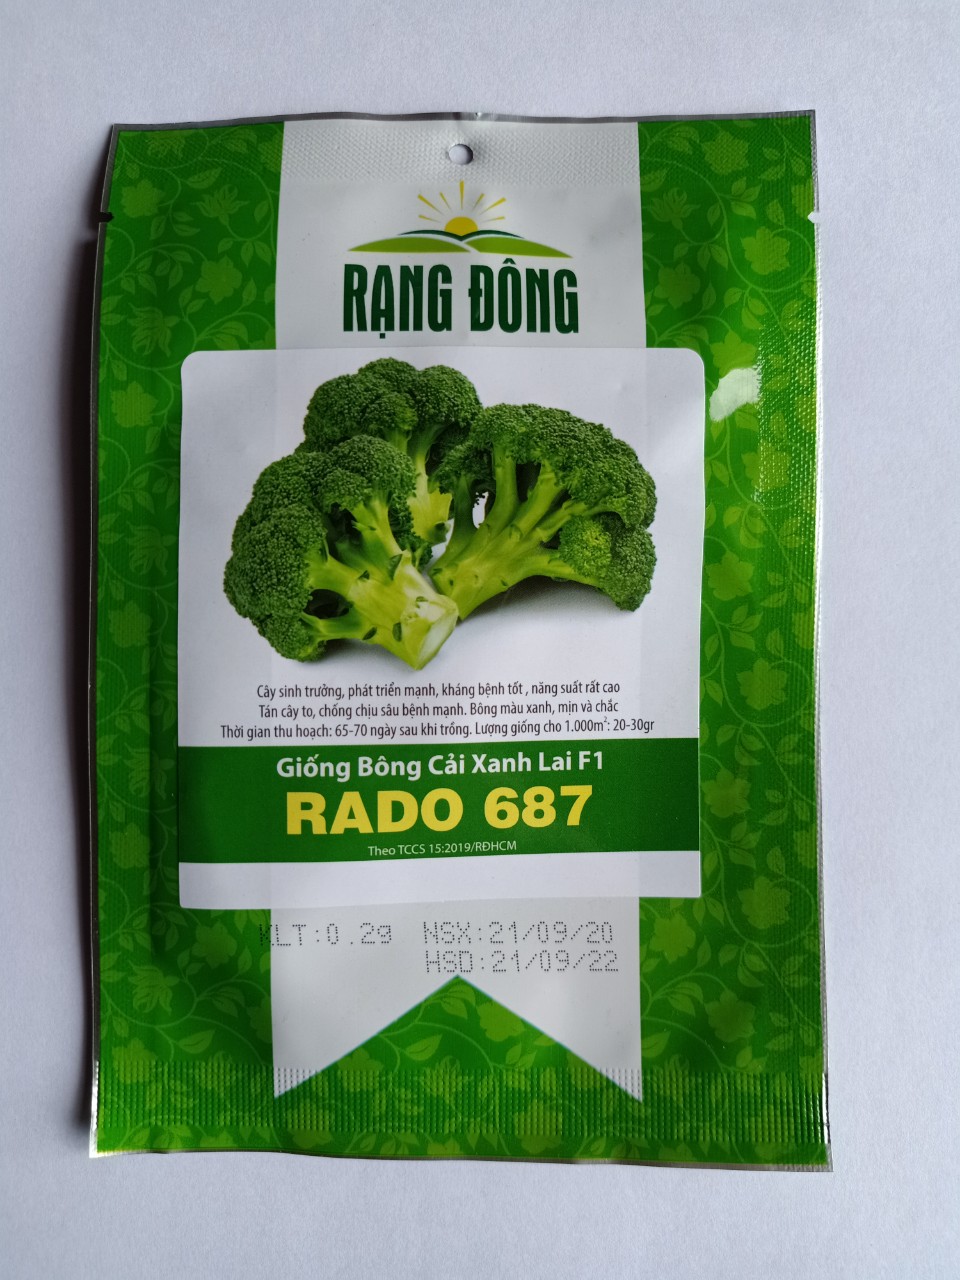 RẠNG ĐÔNG
Cây sinh trưởng, phát triển mạnh, kháng bệnh tốt , năng suất rất cao
Tán cây to, chống chịu sâu bệnh mạnh. Bông màu xanh, mịn và chắc
Thời gian thu hoạch: 65-70 ngày sau khi trồng. Lượng giống cho 1.000m²: 20-30gr
Giống Bông Cải Xanh Lai F1
RADO 687
Theo TCCS 15:2019/RĐHCM
KLT:0.2g NSX:21/09/20
HSD:21/09/22